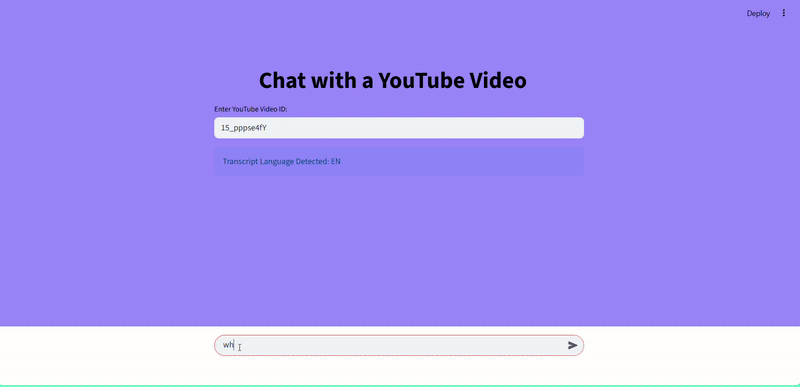 Deploy
Chat with a YouTube Video
Enter YouTube Video ID:
15_pppse4fY
Transcript Language Detected: EN
wh